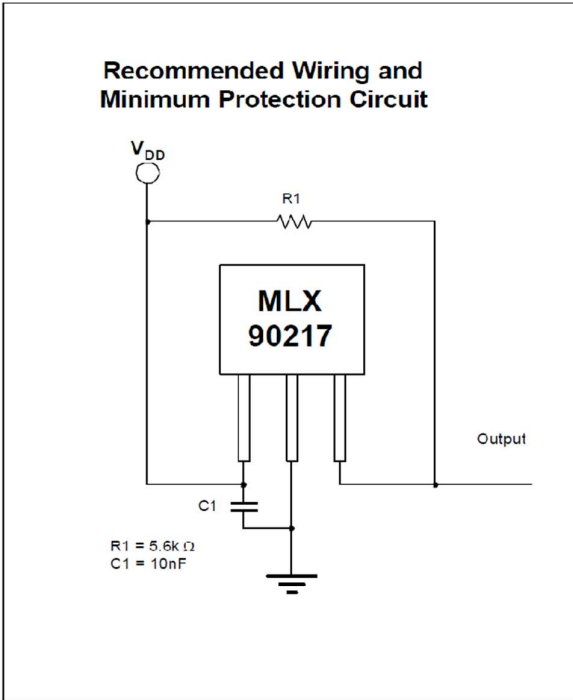 Recommended Wiring and
Minimum Protection Circuit
VDD
R1
MLX
90217
Output
C1
R1 = 5.6k Ω
C1 = 10nF